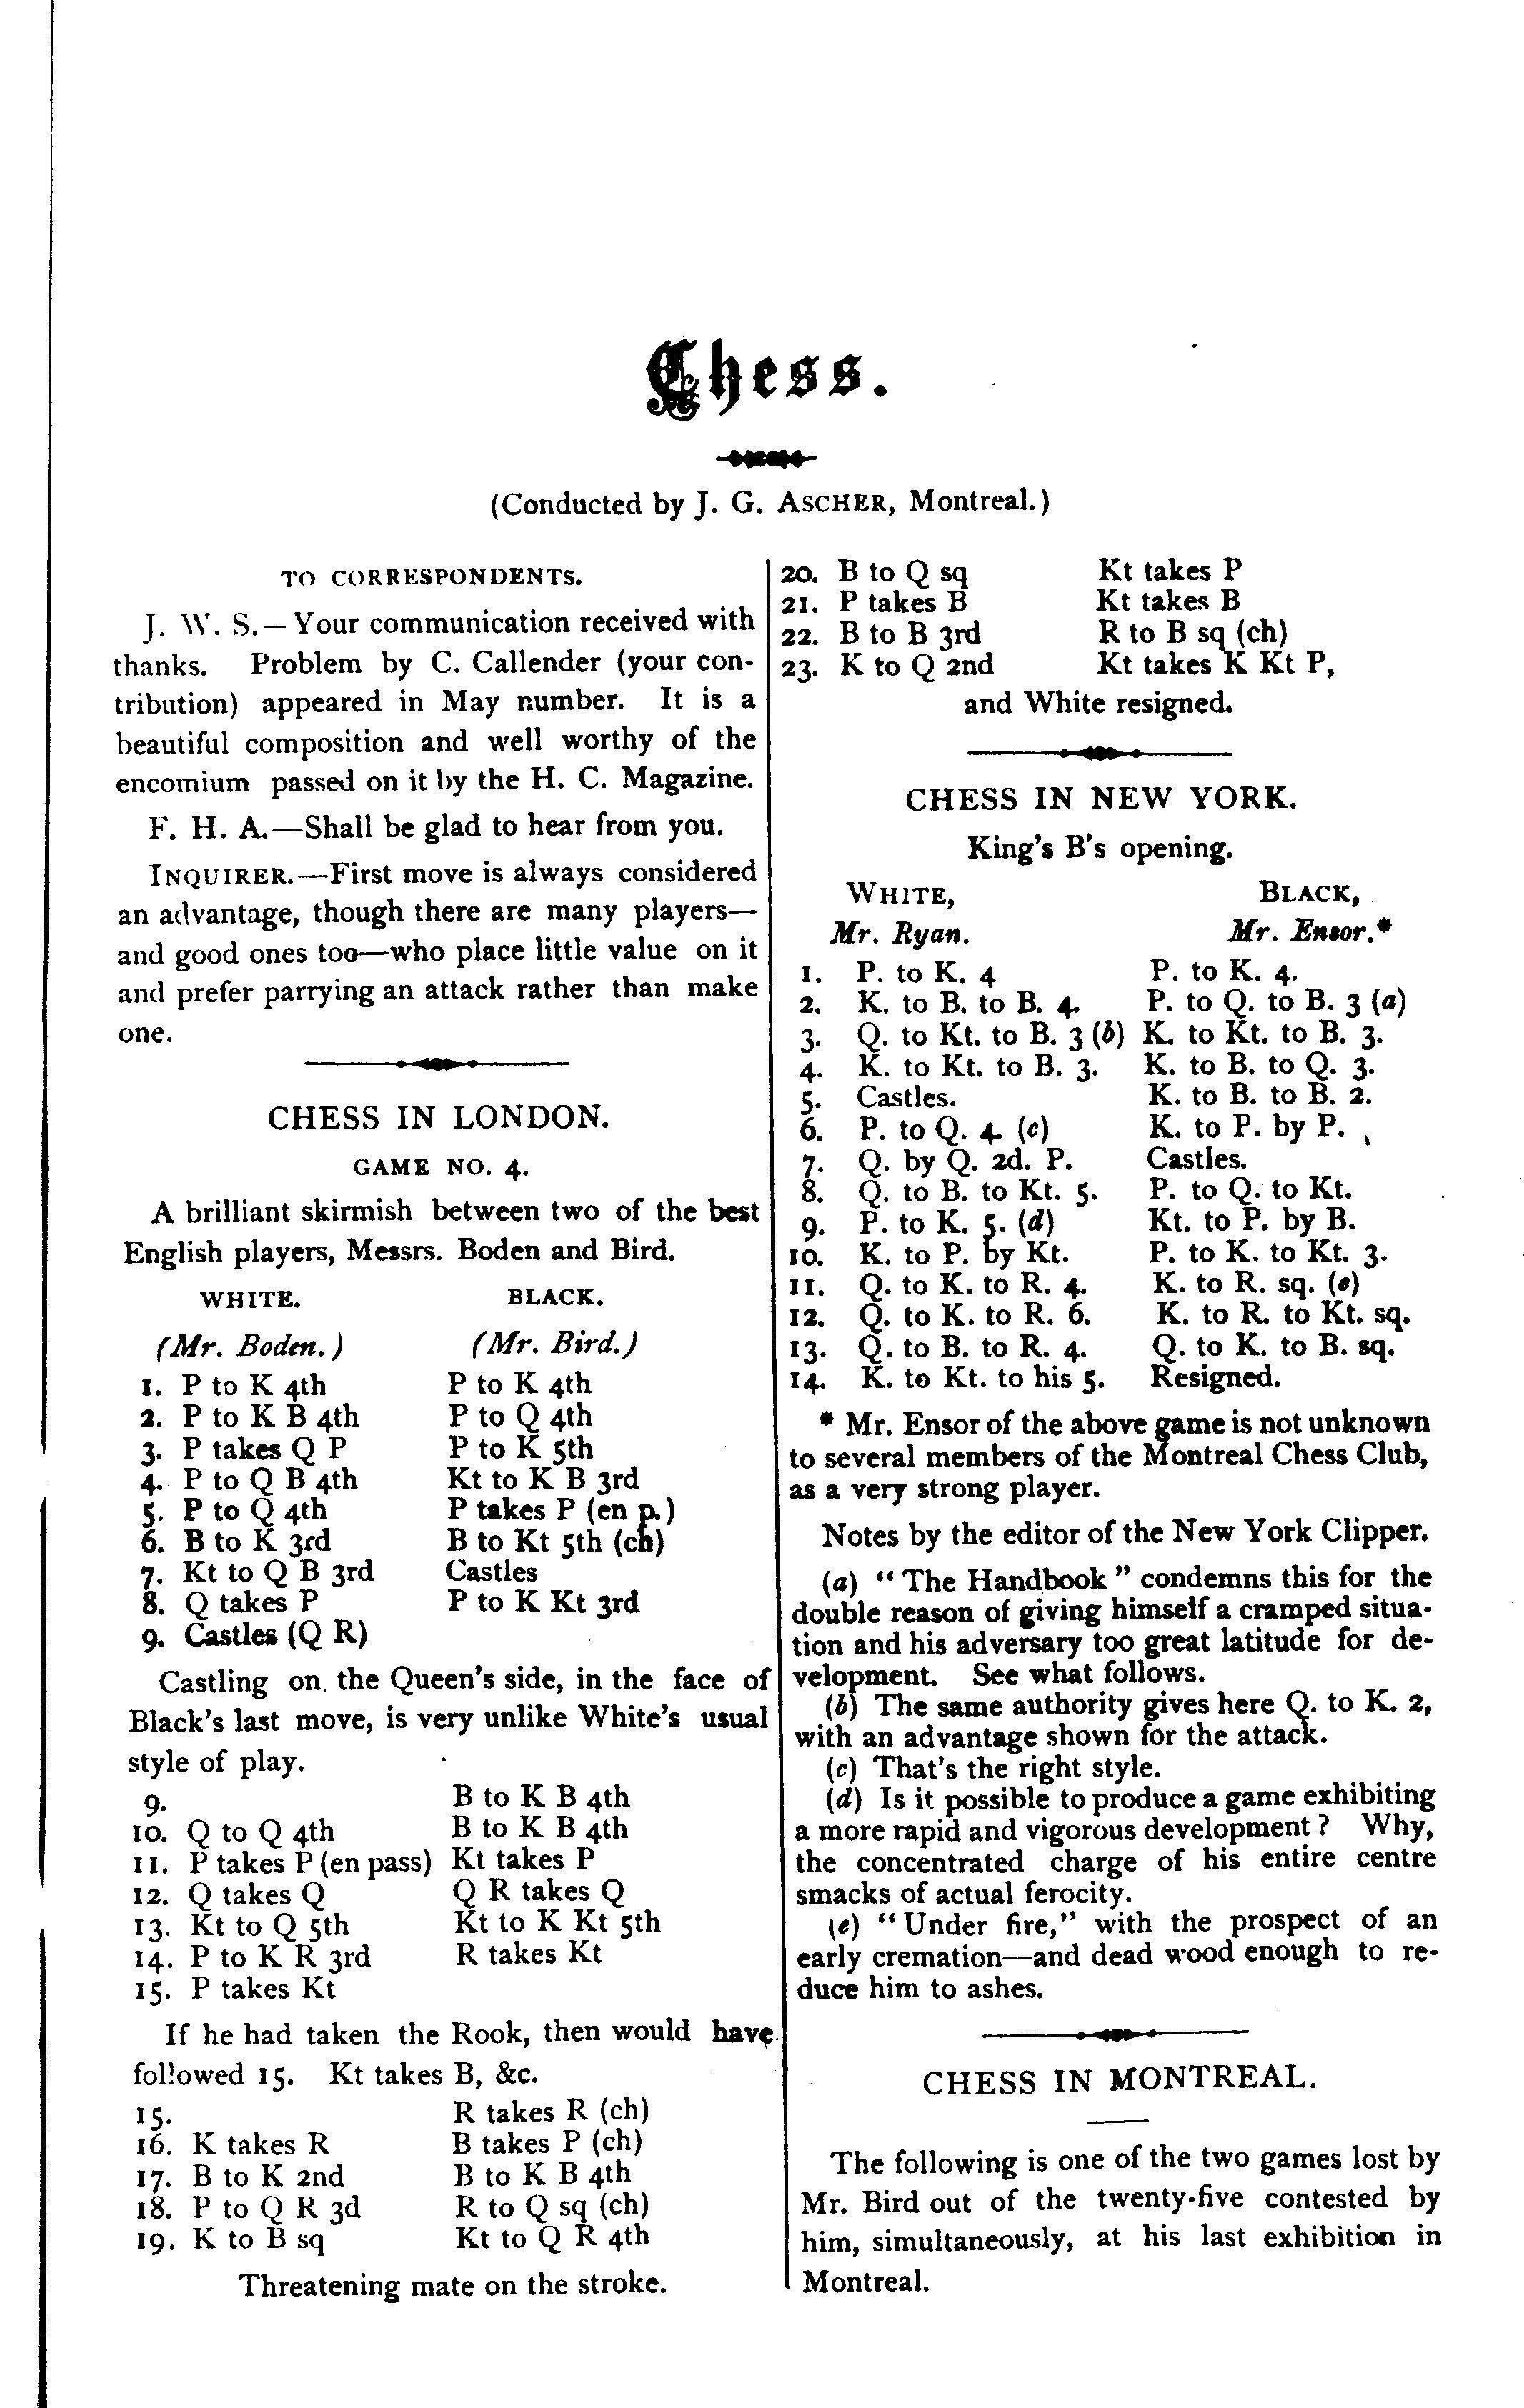 Chess.
(Conducted by J. G. ASCHER, Montreal.)
TO CORRESPONDENTS.
J. W. S.—Your communication received with
thanks. Problem by C. Callender (your con-
tribution) appeared in May number. It is a
beautiful composition and well worthy of the
encomium passed on it by the H. C. Magazine.
F. H. A.—Shall be glad to hear from you.
INQUIRER.—First move is always considered
an advantage, though there are many players—
and good ones too—who place little value on it
and prefer parrying an attack rather than make
one.
CHESS IN LONDON.
GAME NO. 4.
A brilliant skirmish between two of the best
English players, Messrs. Boden and Bird.
WHITE. BLACK.
(Mr. Boden.) (Mr. Bird.)
1. P to K 4th P to K 4th
2. P to K B 4th P to Q 4th
3. P takes Q P P to K 5th
4. P to Q B 4th Kt to K B 3rd
5. P to Q 4th P takes P (en p.)
6. B to K 3rd B to Kt 5th (ch)
7. Kt to Q B 3rd Castles
8. Q takes P P to K Kt 3rd
9. Castles (Q R)
Castling on the Queen's side, in the face of
Black's last move, is very unlike White's usual
style of play.
9. B to K B 4th
10. Q to Q 4th B to K B 4th
11. P takes P (en pass) Kt takes P
12. Q takes Q Q R takes Q
13. Kt to Q 5th Kt to K Kt 5th
14. P to K R 3rd R takes Kt
15. P takes Kt
If he had taken the Rook, then would have
followed 15. Kt takes B, &c.
15. R takes R (ch)
16. K takes R B takes P (ch)
17. B to K 2nd B to K B 4th
18. P to Q R 3d R to Q sq (ch)
19. K to B sq Kt to Q R 4th
Threatening mate on the stroke.
20. B to Q sq Kt takes P
21. P takes B Kt takes B
22. B to B 3rd R to B sq (ch)
23. K to Q 2nd Kt takes K Kt P,
and White resigned.
CHESS IN NEW YORK.
King's B's opening.
WHITE, BLACK,
Mr. Ryan. Mr. Ensor.*
1. P. to K. 4 P. to K. 4.
2. K. to B. to B. 4. P. to Q. to B. 3 (a)
3. Q. to Kt. to B. 3 (b) K. to Kt. to B. 3.
4. K. to Kt. to B. 3. K. to B. to Q. 3.
5. Castles. K. to B. to B. 2.
6. P. to Q. 4. (c) K. to P. by P.
7. Q. by Q. 2d. P. Castles.
8. Q. to B. to Kt. 5. P. to Q. to Kt.
9. P. to K. 5. (d) Kt. to P. by B.
10. K. to P. by Kt. P. to K. to Kt. 3.
11. Q. to K. to R. 4. K. to R. sq. (e)
12. Q. to K. to R. 6. K. to R. to Kt. sq.
13. Q. to B. to R. 4. Q. to K. to B. sq.
14. K. to Kt. to his 5. Resigned.
* Mr. Ensor of the above game is not unknown
to several members of the Montreal Chess Club,
as a very strong player.
Notes by the editor of the New York Clipper.
(a) "The Handbook" condemns this for the
double reason of giving himself a cramped situa-
tion and his adversary too great latitude for de-
velopment. See what follows.
(b) The same authority gives here Q. to K. 2,
with an advantage shown for the attack.
(c) That's the right style.
(d) Is it possible to produce a game exhibiting
a more rapid and vigorous development? Why,
the concentrated charge of his entire centre
smacks of actual ferocity.
(e) "Under fire," with the prospect of an
early cremation—and dead wood enough to re-
duce him to ashes.
CHESS IN MONTREAL.
The following is one of the two games lost by
Mr. Bird out of the twenty-five contested by
him, simultaneously, at his last exhibition in
Montreal.